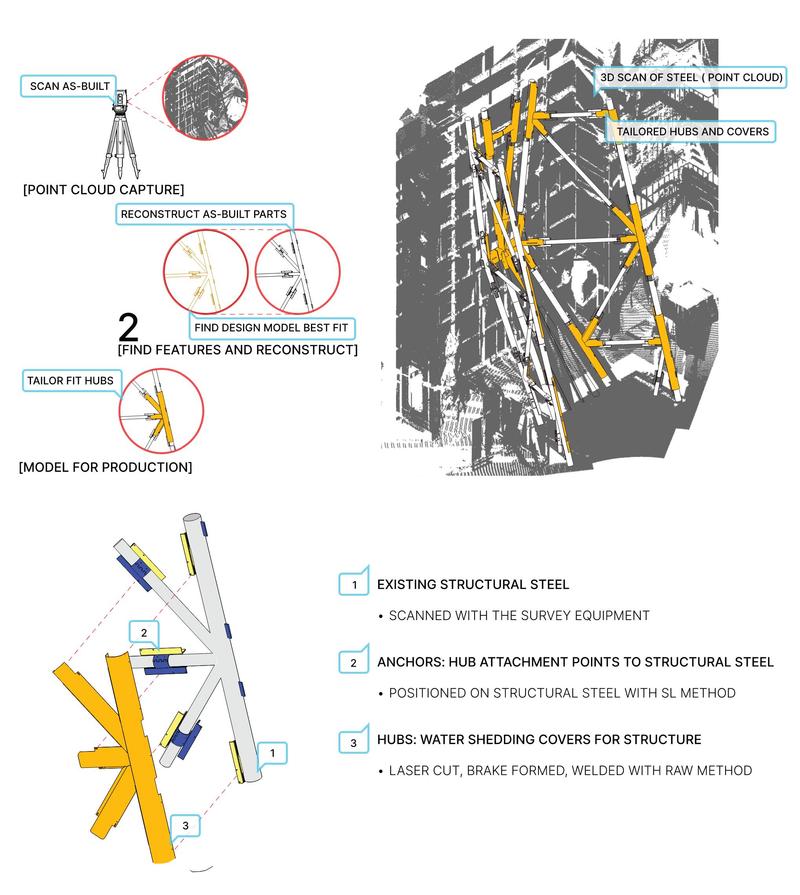 SCAN AS-BUILT
[POINT CLOUD CAPTURE]
RECONSTRUCT AS-BUILT PARTS
2
FIND DESIGN MODEL BEST FIT
[FIND FEATURES AND RECONSTRUCT]
TAILOR FIT HUBS
[MODEL FOR PRODUCTION]
3D SCAN OF STEEL ( POINT CLOUD)
TAILORED HUBS AND COVERS
2
1
3
1 EXISTING STRUCTURAL STEEL
• SCANNED WITH THE SURVEY EQUIPMENT
2 ANCHORS: HUB ATTACHMENT POINTS TO STRUCTURAL STEEL
• POSITIONED ON STRUCTURAL STEEL WITH SL METHOD
3 HUBS: WATER SHEDDING COVERS FOR STRUCTURE
• LASER CUT, BRAKE FORMED, WELDED WITH RAW METHOD